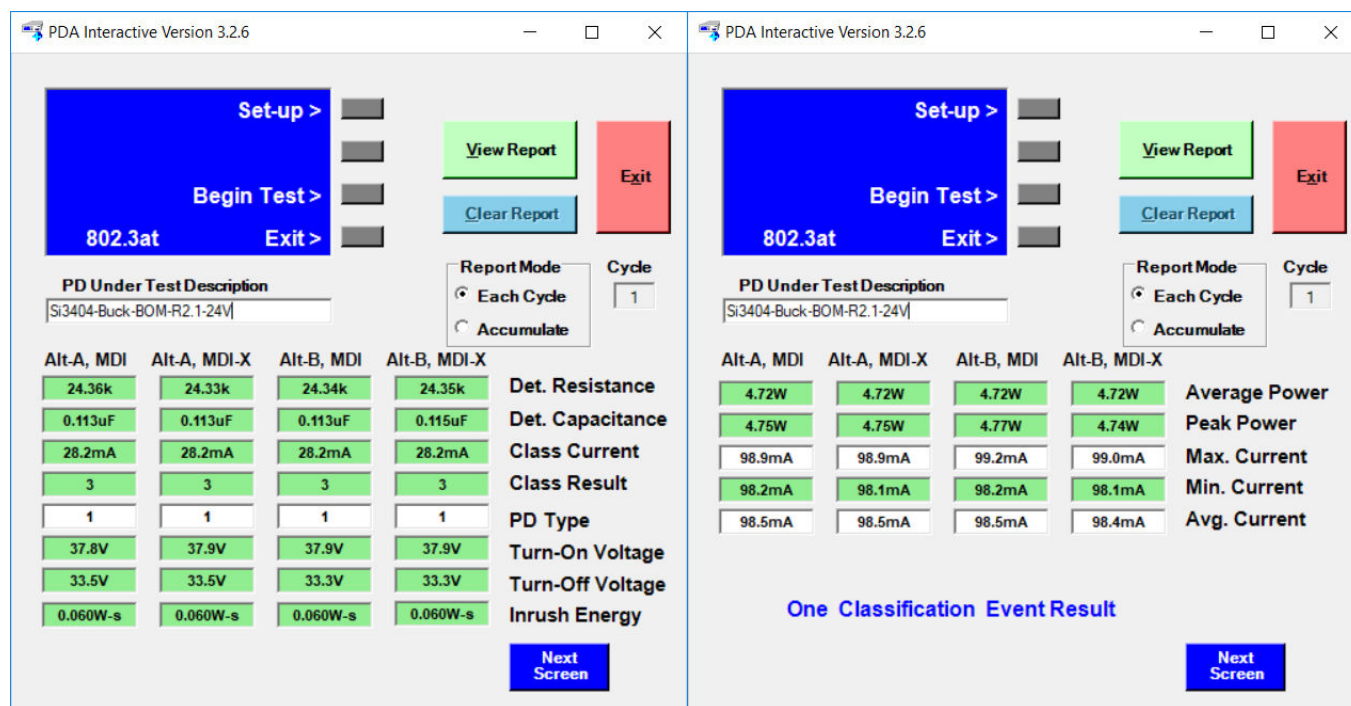 PDA Interactive Version 3.2.6
Set-up >
Begin Test >
802.3at Exit >
View Report
Clear Report
Exit
PD Under Test Description
Si3404-Buck-BOM-R2.1-24V
Report Mode
Each Cycle
Accumulate
Cycle
1
Alt-A, MDI Alt-A, MDI-X Alt-B, MDI Alt-B, MDI-X
24.36k 24.33k 24.34k 24.35k Det. Resistance
0.113uF 0.113uF 0.113uF 0.115uF Det. Capacitance
28.2mA 28.2mA 28.2mA 28.2mA Class Current
3 3 3 3 Class Result
1 1 1 1 PD Type
37.8V 37.9V 37.9V 37.9V Turn-On Voltage
33.5V 33.5V 33.3V 33.3V Turn-Off Voltage
0.060W-s 0.060W-s 0.060W-s 0.060W-s Inrush Energy
Next
Screen
PDA Interactive Version 3.2.6
Set-up >
Begin Test >
802.3at Exit >
View Report
Clear Report
Exit
PD Under Test Description
Si3404-Buck-BOM-R2.1-24V
Report Mode
Each Cycle
Accumulate
Cycle
1
Alt-A, MDI Alt-A, MDI-X Alt-B, MDI Alt-B, MDI-X
4.72W 4.72W 4.72W 4.72W Average Power
4.75W 4.75W 4.77W 4.74W Peak Power
98.9mA 98.9mA 99.2mA 99.0mA Max. Current
98.2mA 98.1mA 98.2mA 98.1mA Min. Current
98.5mA 98.5mA 98.5mA 98.4mA Avg. Current
One Classification Event Result
Next
Screen